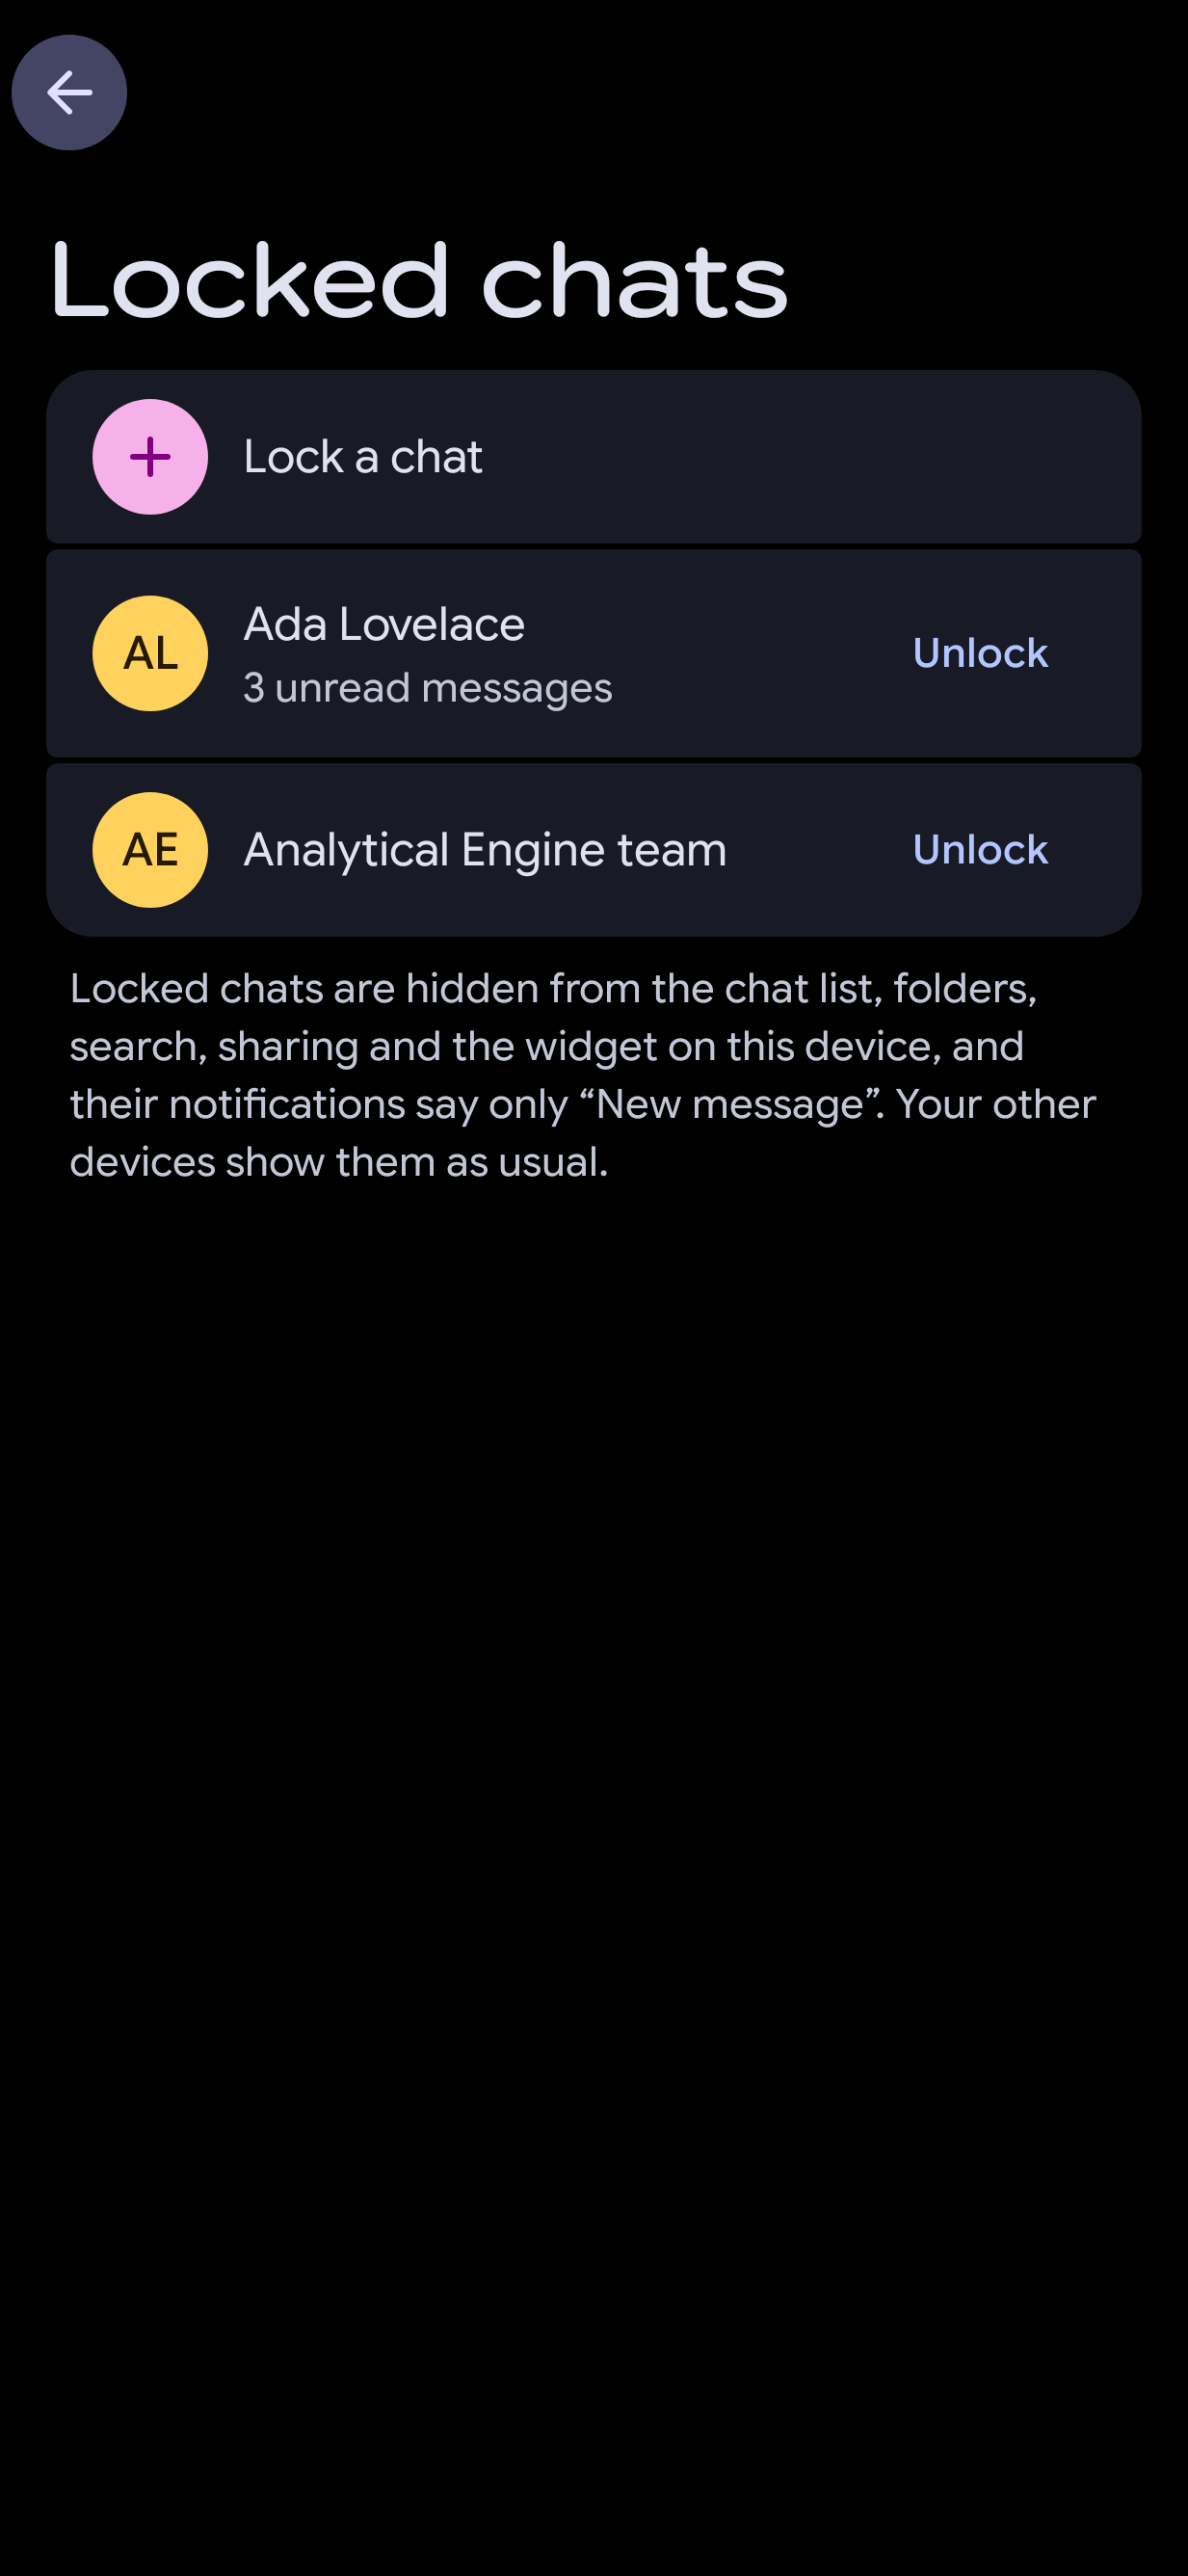 Locked chats
Lock a chat
AL
Ada Lovelace
3 unread messages
Unlock
AE
Analytical Engine team
Unlock
Locked chats are hidden from the chat list, folders,
search, sharing and the widget on this device, and
their notifications say only “New message”. Your other
devices show them as usual.